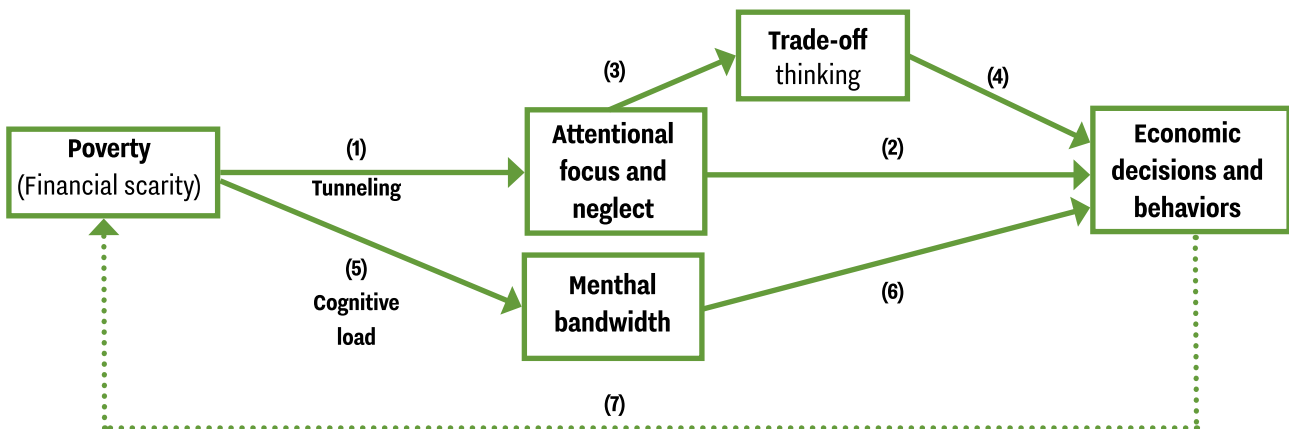 Poverty
(Financial scarity)
(1)
Tunneling
(5)
Cognitive
load
Attentional
focus and
neglect
Menthal
bandwidth
(3)
Trade-off
thinking
(4)
(2)
(6)
Economic
decisions and
behaviors
(7)